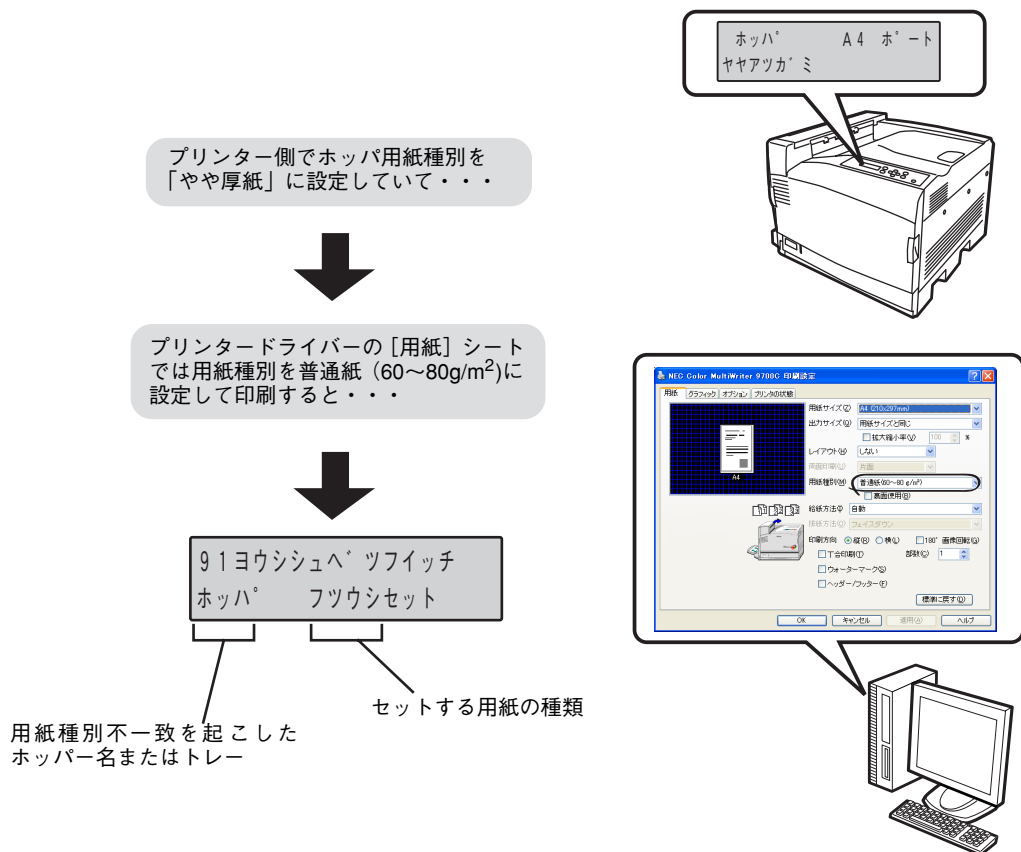 ホッパ゜ A4 ホ゜ート
ヤヤアツカ゛ミ
プリンター側でホッパ用紙種別を
「やや厚紙」に設定していて・・・
プリンタードライバーの［用紙］シート
では用紙種別を普通紙（60～80g/m²)に
設定して印刷すると・・・
NEC Color MultiWriter 9700C 印刷設定
用紙 グラフィック オプション プリンタの状態
用紙サイズ(Z) A4 (210x297mm)
出力サイズ(Q) 用紙サイズと同じ
拡大縮小率(V) 100 %
レイアウト(H) しない
両面印刷(U) 片面
用紙種別(M) 普通紙(60～80 g/m²)
裏面使用(B)
給紙方法 自動
排紙方法(T) フェイスダウン
印刷方向 縦(R) 横(L) 180° 画像回転(G)
丁合印刷(T) 部数(C) 1
ウォーターマーク(S)
ヘッダー/フッター(F)
標準に戻す(D)
OK キャンセル 適用(A) ヘルプ
A4
91ヨウシシュヘ゛ツフイッチ
ホッハ゜ フツウシセット
セットする用紙の種類
用紙種別不一致を起こした
ホッパー名またはトレー